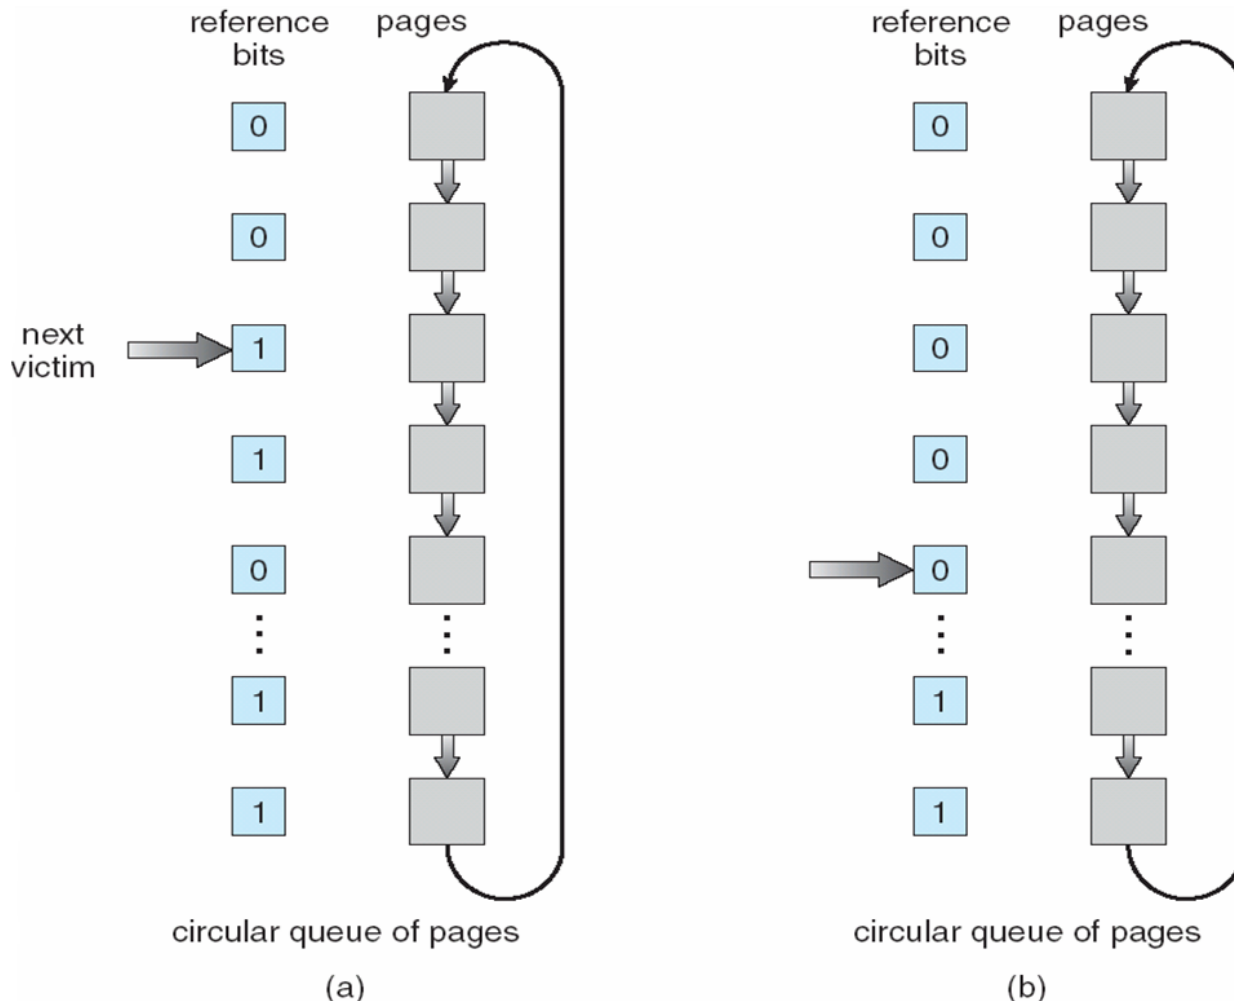 reference
bits
pages
0
0
next
victim
1
1
0
1
1
circular queue of pages
(a)
reference
bits
pages
0
0
0
0
0
1
1
circular queue of pages
(b)